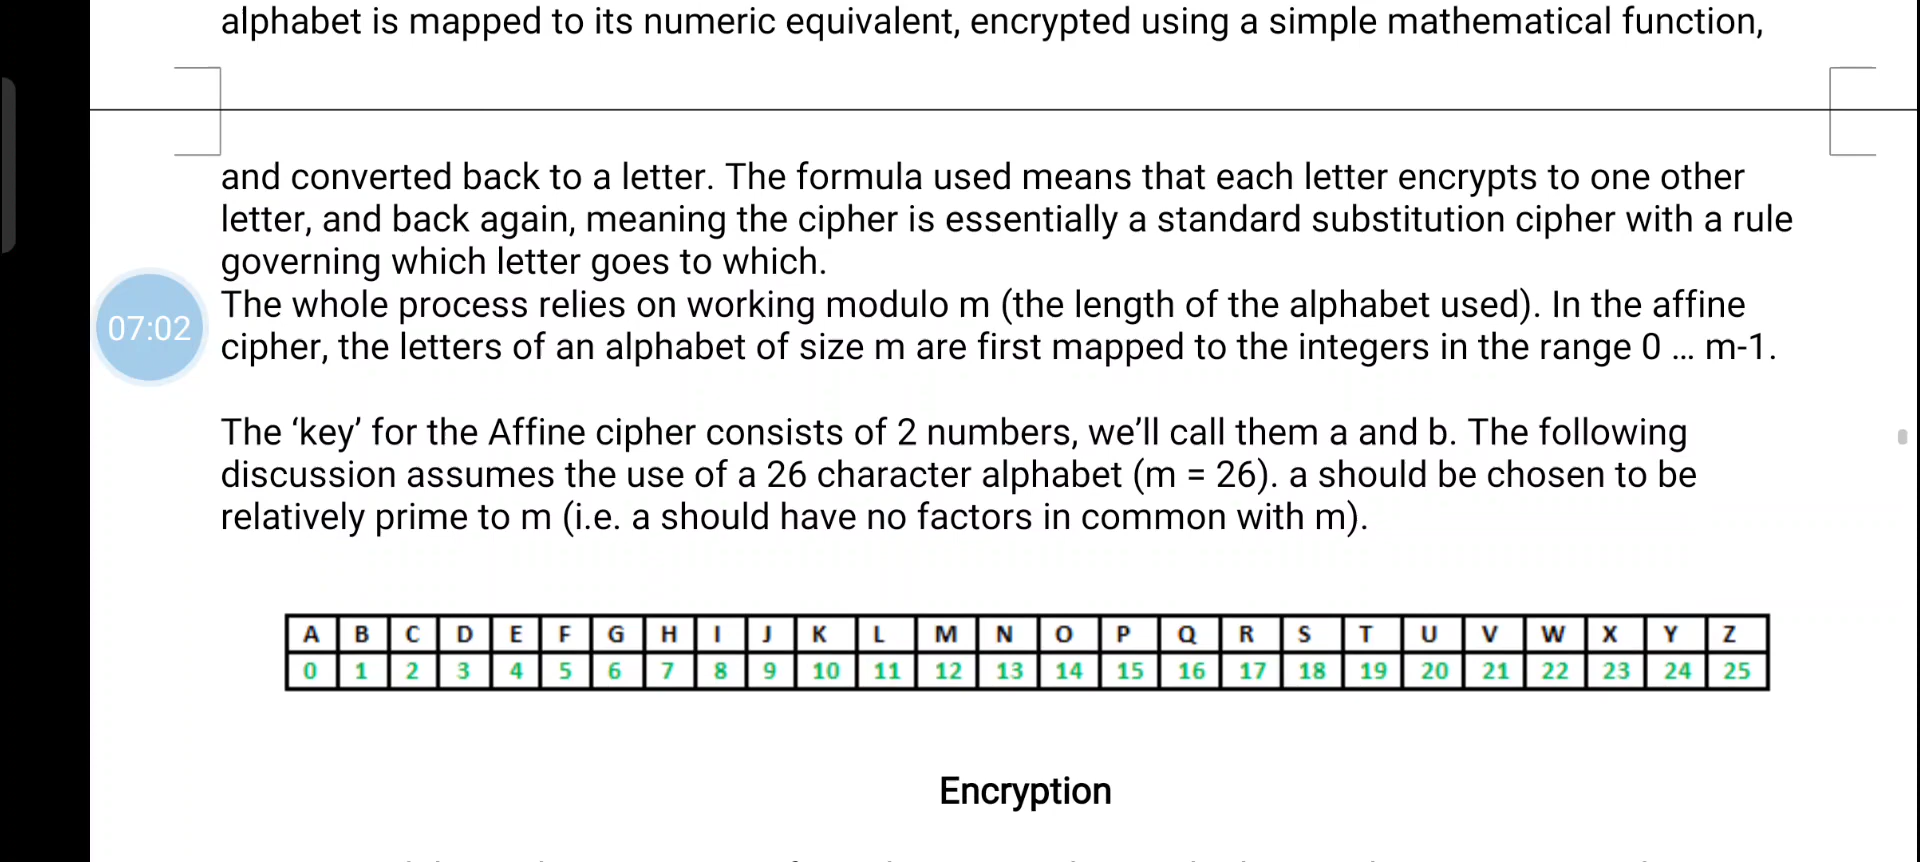 alphabet is mapped to its numeric equivalent, encrypted using a simple mathematical function,
and converted back to a letter. The formula used means that each letter encrypts to one other
letter, and back again, meaning the cipher is essentially a standard substitution cipher with a rule
governing which letter goes to which.
The whole process relies on working modulo m (the length of the alphabet used). In the affine
07:02
cipher, the letters of an alphabet of size m are first mapped to the integers in the range 0 … m-1.
The ‘key’ for the Affine cipher consists of 2 numbers, we’ll call them a and b. The following
discussion assumes the use of a 26 character alphabet (m = 26). a should be chosen to be
relatively prime to m (i.e. a should have no factors in common with m).
A B C D E F G H I J K L M N O P Q R S T U V W X Y Z
0 1 2 3 4 5 6 7 8 9 10 11 12 13 14 15 16 17 18 19 20 21 22 23 24 25
Encryption